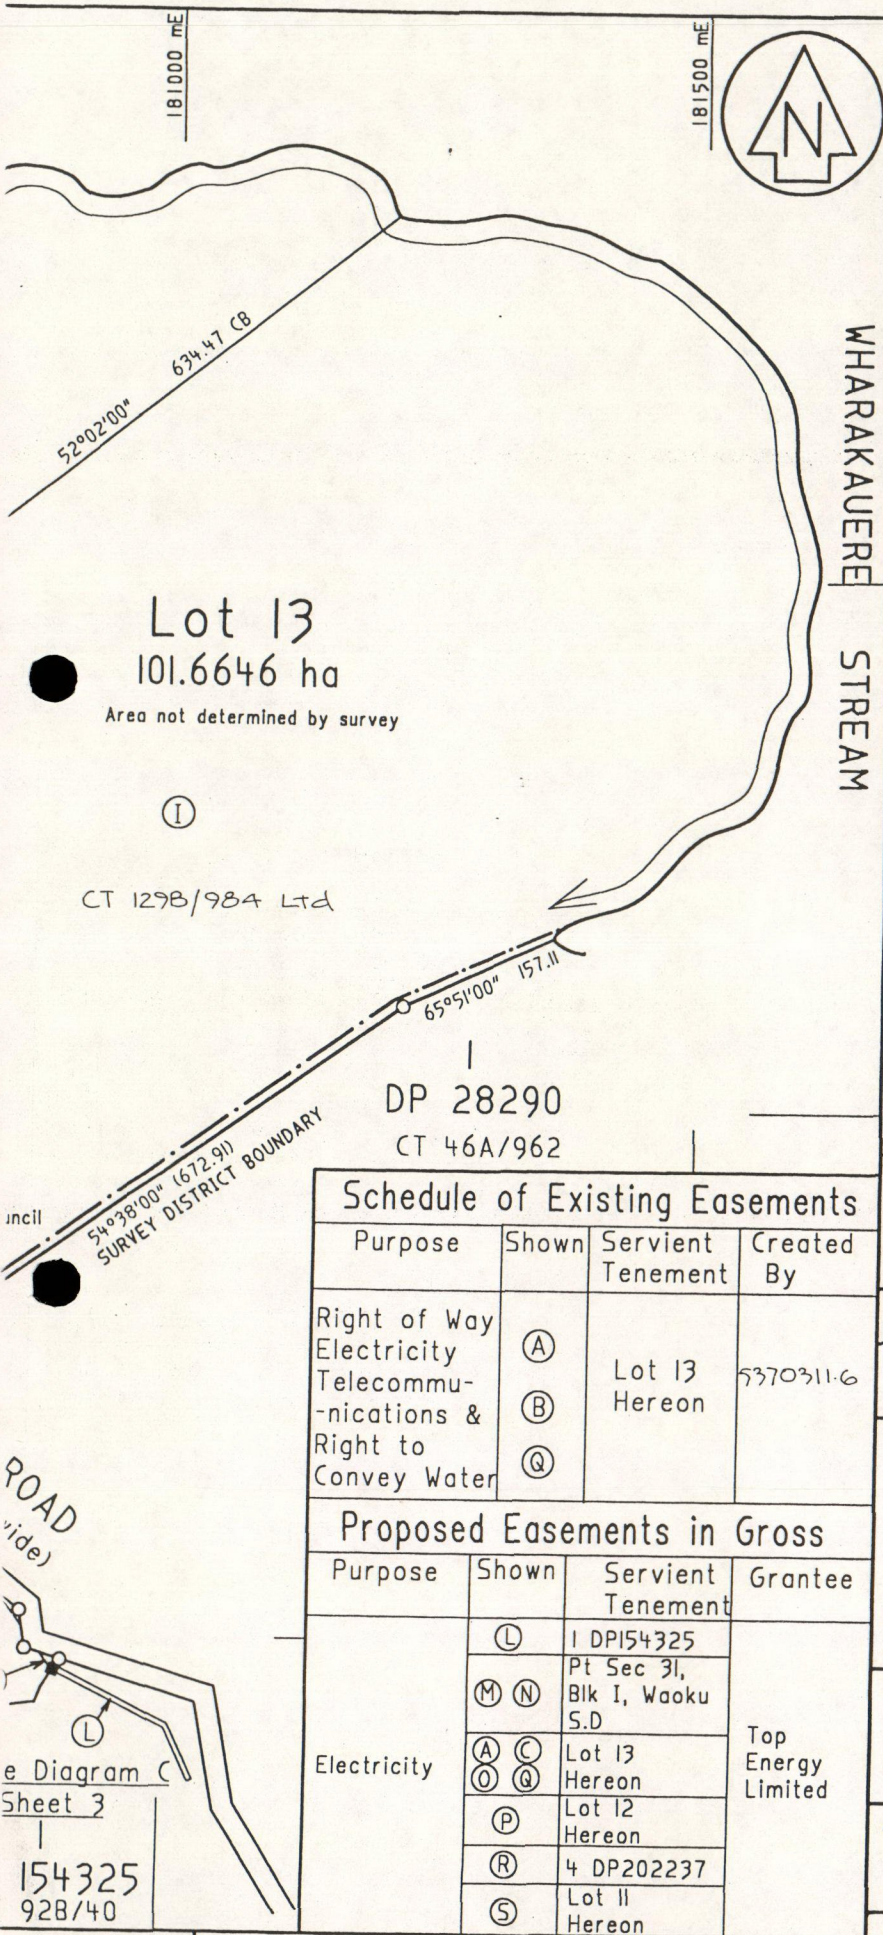 181000 mE
181500 mE
N
634.47 CB
52°02'00"
WHARAKAUERE STREAM
Lot 13
101.6646 ha
Area not determined by survey
I
CT 129B/984 Ltd
65°51'00" 157.11
1
DP 28290
CT 46A/962
54°38'00" (672.91)
SURVEY DISTRICT BOUNDARY
uncil
Schedule of Existing Easements
Purpose Shown Servient Tenement Created By
Right of Way
Electricity
Telecommu-
-nications &
Right to
Convey Water
A
B
Q
Lot 13
Hereon
5370311.6
ROAD
wide)
L
e Diagram C
Sheet 3
1
154325
92B/40
Proposed Easements in Gross
Purpose Shown Servient Tenement Grantee
Electricity
L 1 DP154325
M N Pt Sec 31,
Blk I, Waoku
S.D
A C Lot 13
O Q Hereon
P Lot 12
Hereon
R 4 DP202237
S Lot 11
Hereon
Top
Energy
Limited